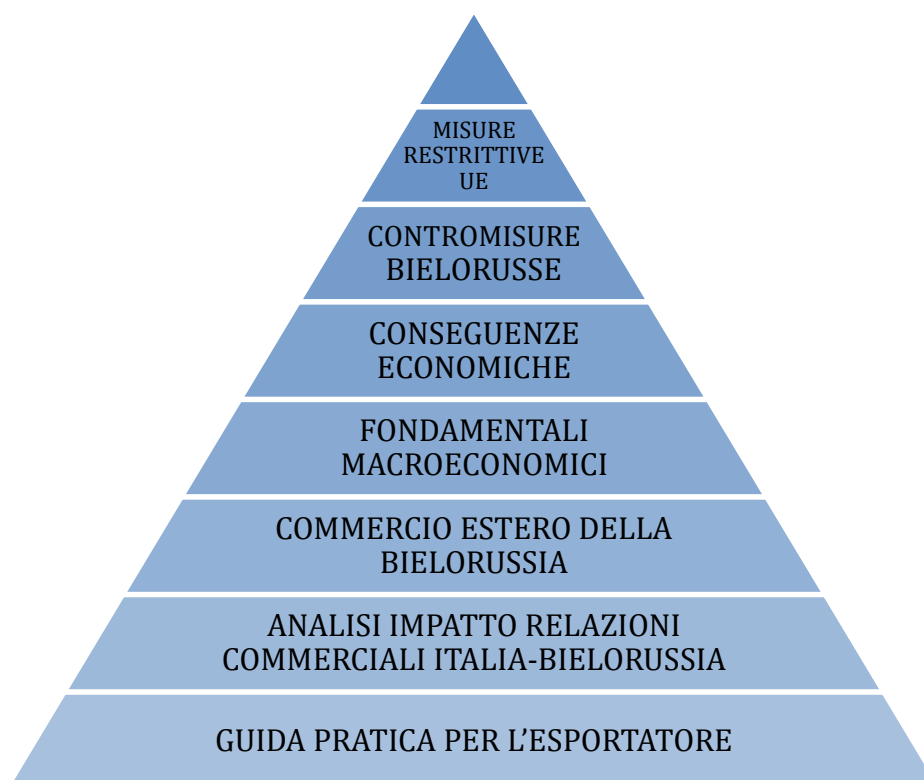 MISURE
RESTRITTIVE
UE
CONTROMISURE
BIELORUSSE
CONSEGUENZE
ECONOMICHE
FONDAMENTALI
MACROECONOMICI
COMMERCIO ESTERO DELLA
BIELORUSSIA
ANALISI IMPATTO RELAZIONI
COMMERCIALI ITALIA-BIELORUSSIA
GUIDA PRATICA PER L’ESPORTATORE